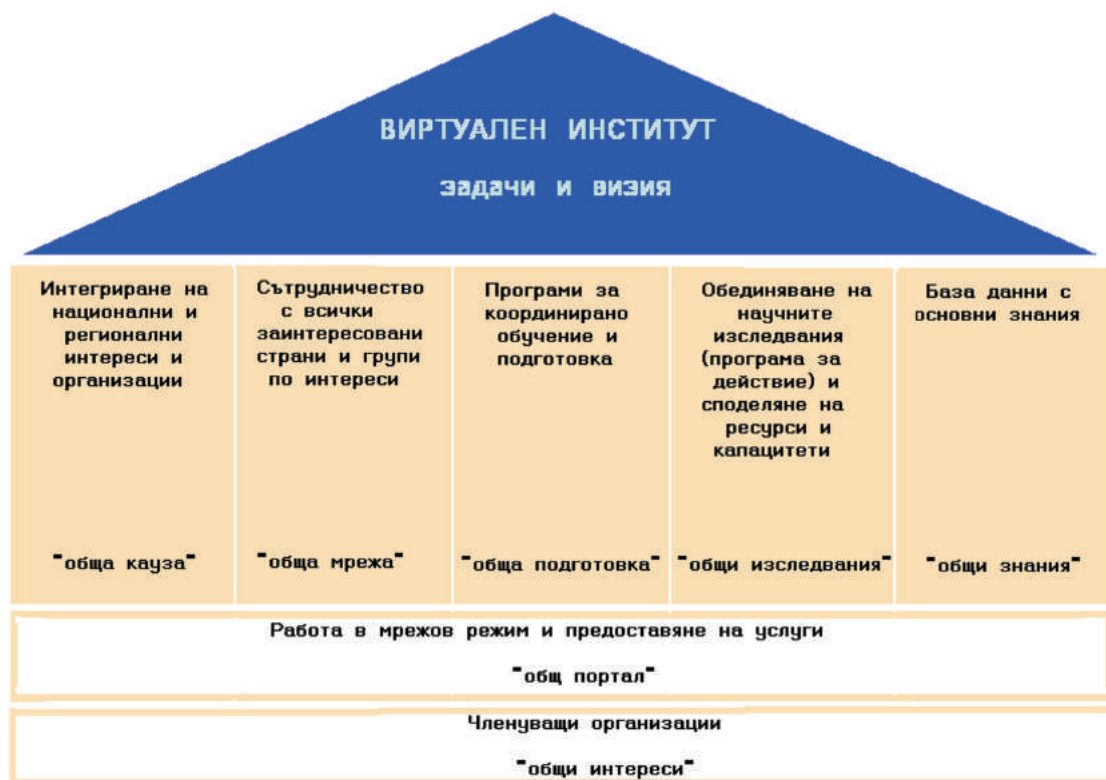 ВИРТУАЛЕН ИНСТИТУТ
задачи и визия
Интегриране на
национални и
регионални
интереси и
организации
"обща кауза"
Сътрудничество
с всички
заинтересовани
страни и групи
по интереси
"обща мрежа"
Програми за
координирано
обучение и
подготовка
"обща подготовка"
Обединяване на
научните
изследвания
(програма за
действие) и
споделяне на
ресурси и
капацитети
"общи изследвания"
База данни с
основни знания
"общи знания"
Работа в мрежов режим и предоставяне на услуги
"общ портал"
Членуващи организации
"общи интереси"